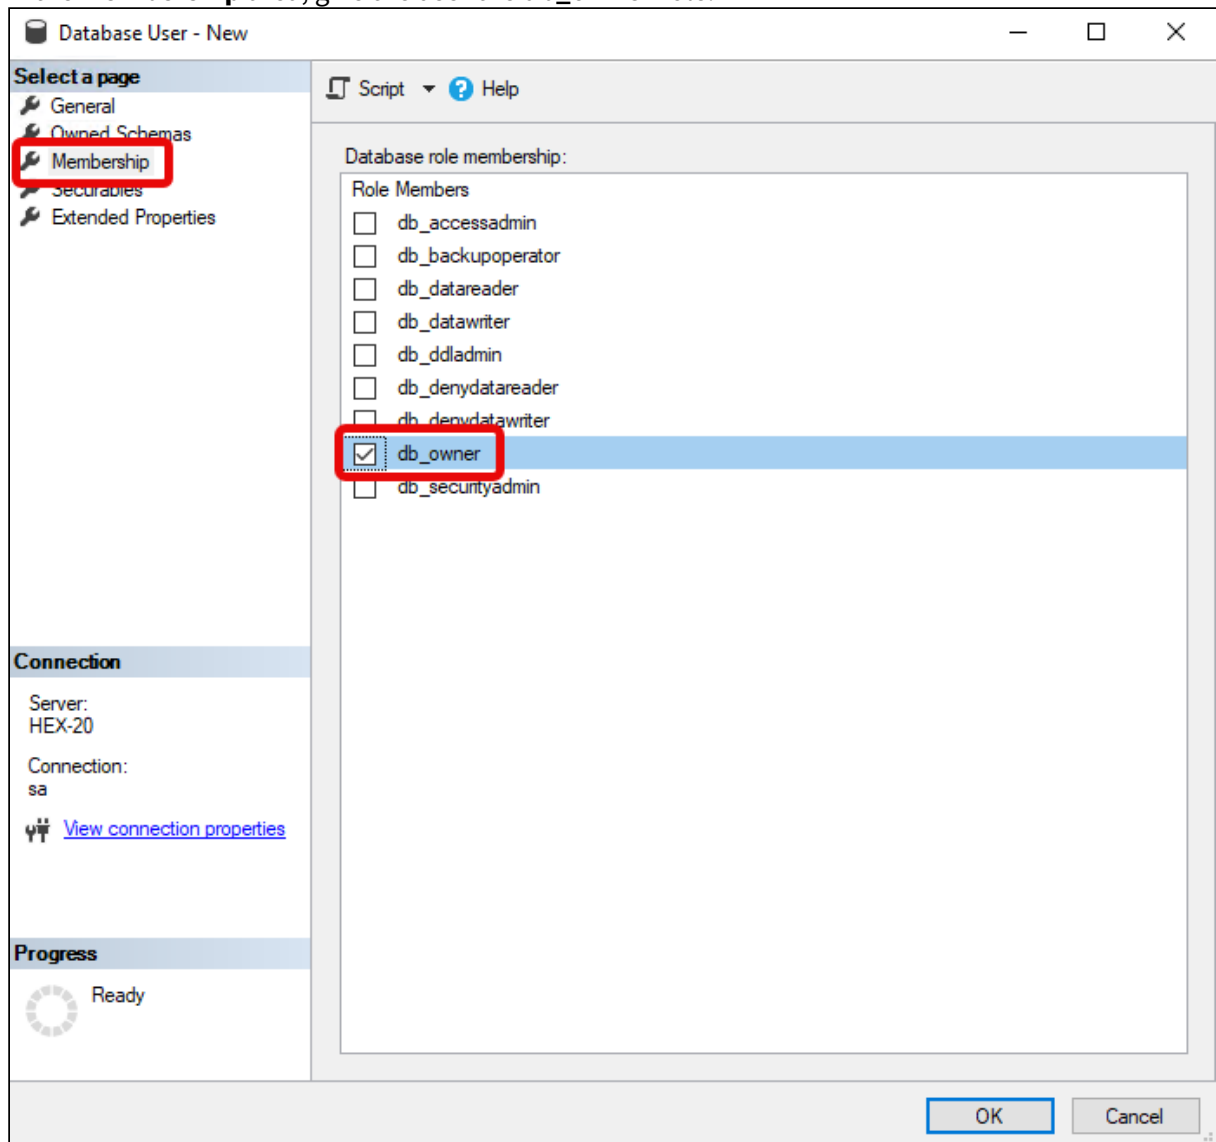 Database User - New
Select a page
General
Owned Schemas
Membership
Securables
Extended Properties
Script
Help
Database role membership:
Role Members
db_accessadmin
db_backupoperator
db_datareader
db_datawriter
db_ddladmin
db_denydatareader
db_denydatawriter
db_owner
db_securityadmin
Connection
Server:
HEX-20
Connection:
sa
View connection properties
Progress
Ready
OK
Cancel